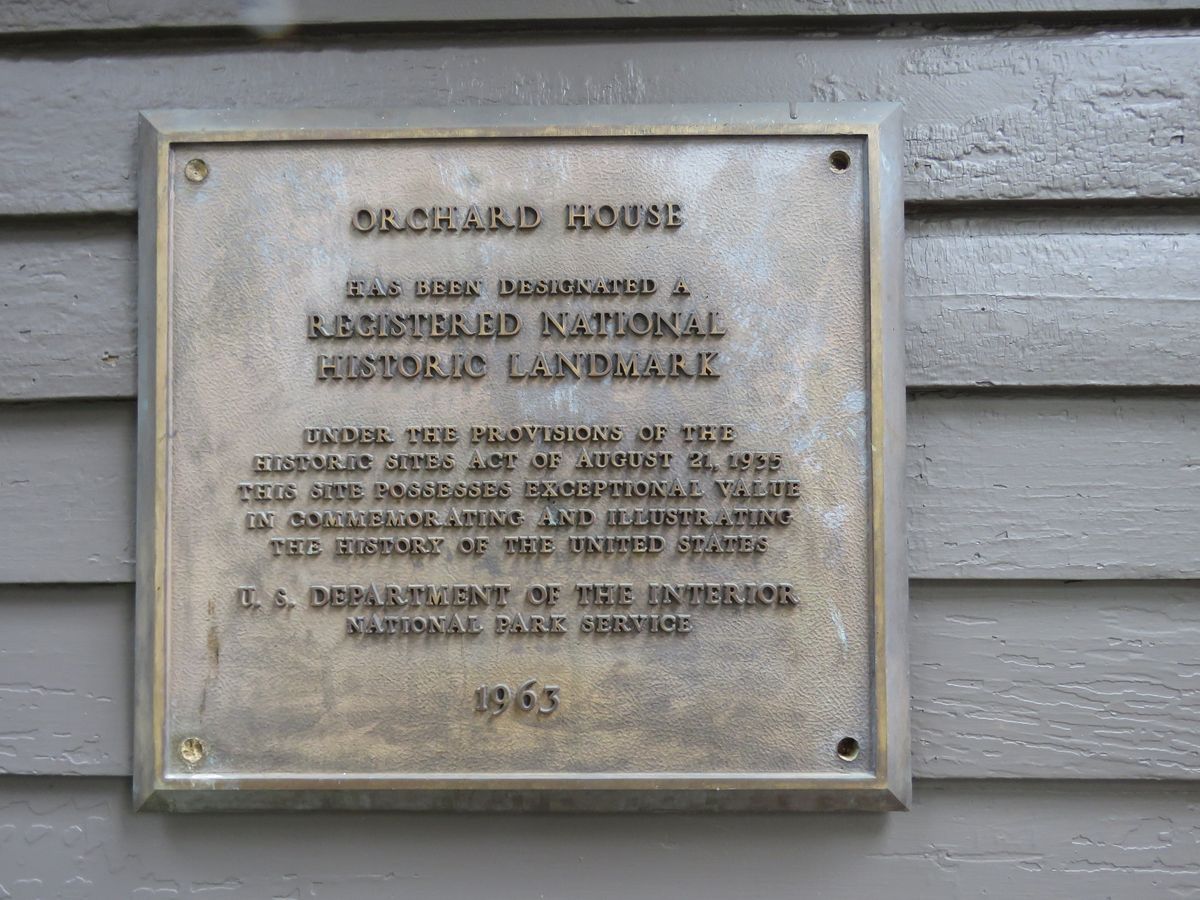 ORCHARD HOUSE
HAS BEEN DESIGNATED A
REGISTERED NATIONAL
HISTORIC LANDMARK
UNDER THE PROVISIONS OF THE
HISTORIC SITES ACT OF AUGUST 21, 1935
THIS SITE POSSESSES EXCEPTIONAL VALUE
IN COMMEMORATING AND ILLUSTRATING
THE HISTORY OF THE UNITED STATES
U. S. DEPARTMENT OF THE INTERIOR
NATIONAL PARK SERVICE
1963